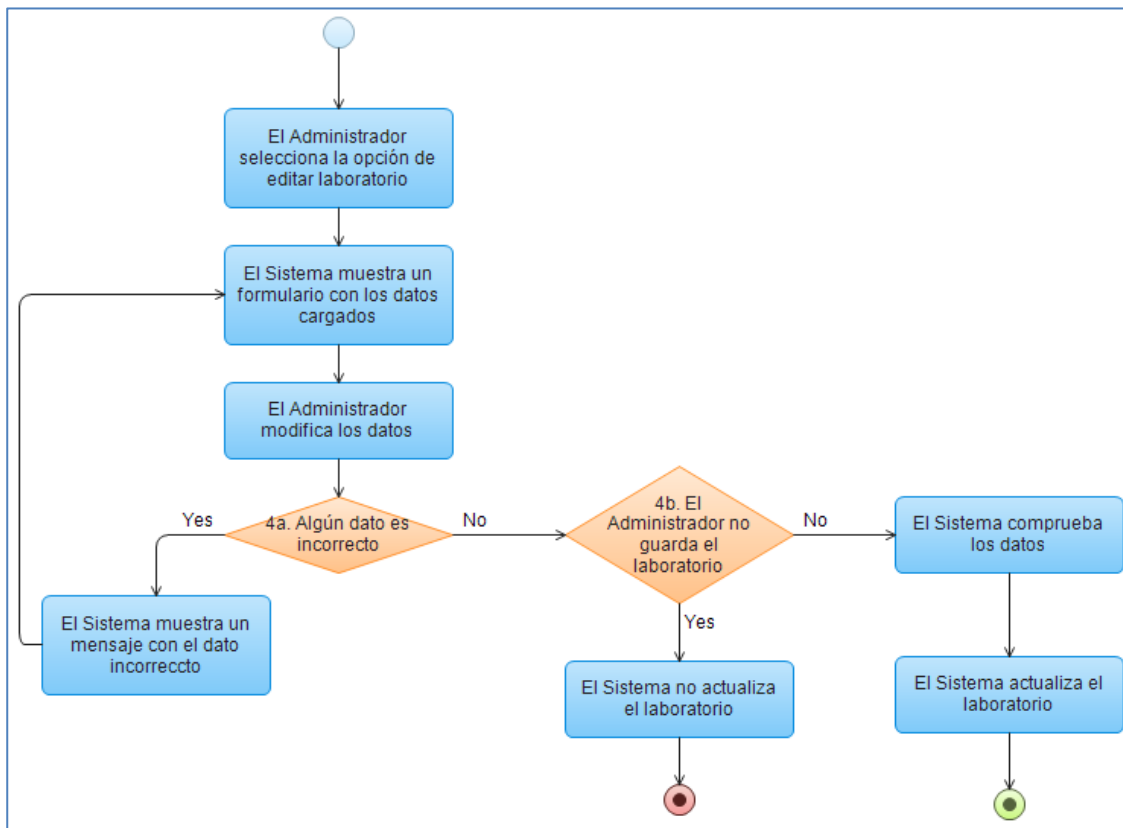 El Administrador
selecciona la opción de
editar laboratorio
El Sistema muestra un
formulario con los datos
cargados
El Administrador
modifica los datos
4a. Algún dato es
incorrecto
Yes
No
4b. El
Administrador no
guarda el
laboratorio
No
Yes
El Sistema comprueba
los datos
El Sistema muestra un
mensaje con el dato
incorreccto
El Sistema no actualiza
el laboratorio
El Sistema actualiza el
laboratorio